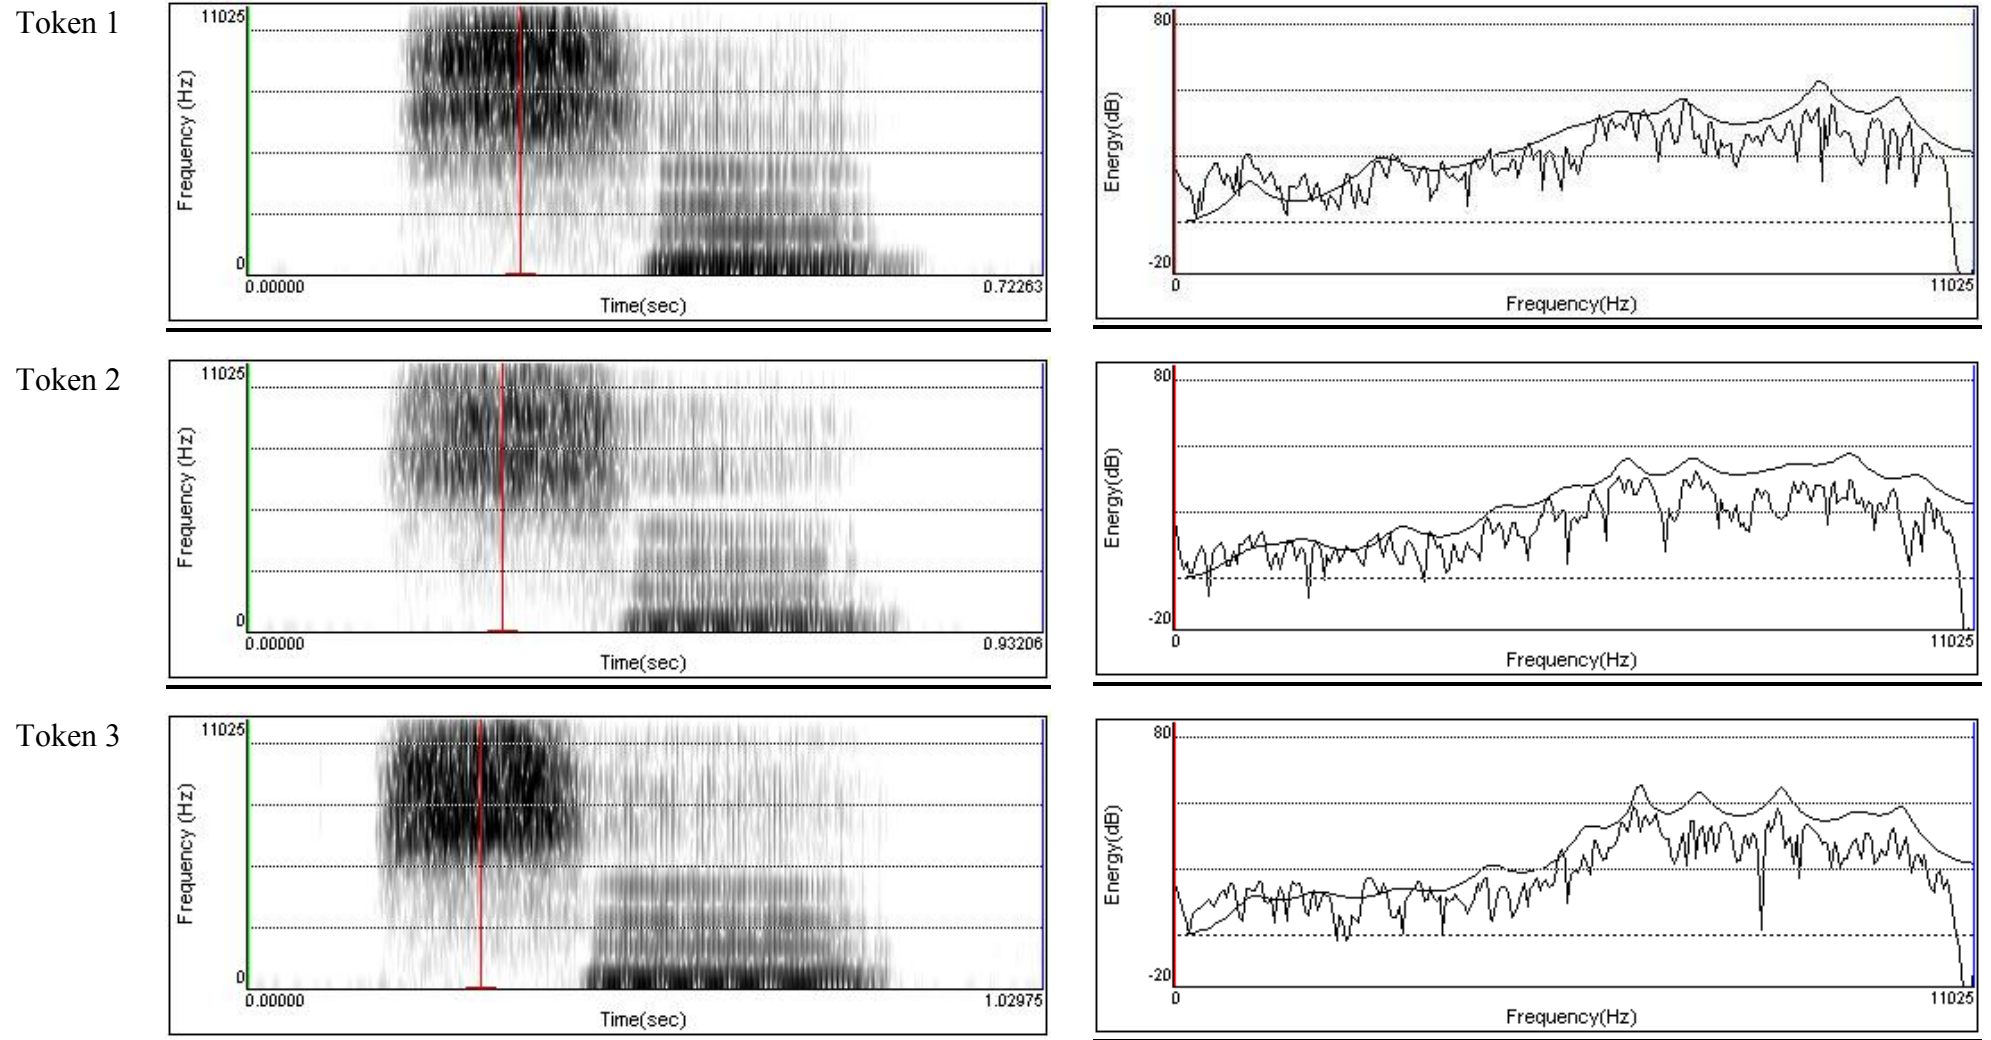 Token 1
11025
Frequency (Hz)
0
0.00000
0.72263
Time(sec)
80
Energy(dB)
-20
0
11025
Frequency(Hz)
Token 2
11025
Frequency (Hz)
0
0.00000
0.93206
Time(sec)
80
Energy(dB)
-20
0
11025
Frequency(Hz)
Token 3
11025
Frequency (Hz)
0
0.00000
1.02975
Time(sec)
80
Energy(dB)
-20
0
11025
Frequency(Hz)